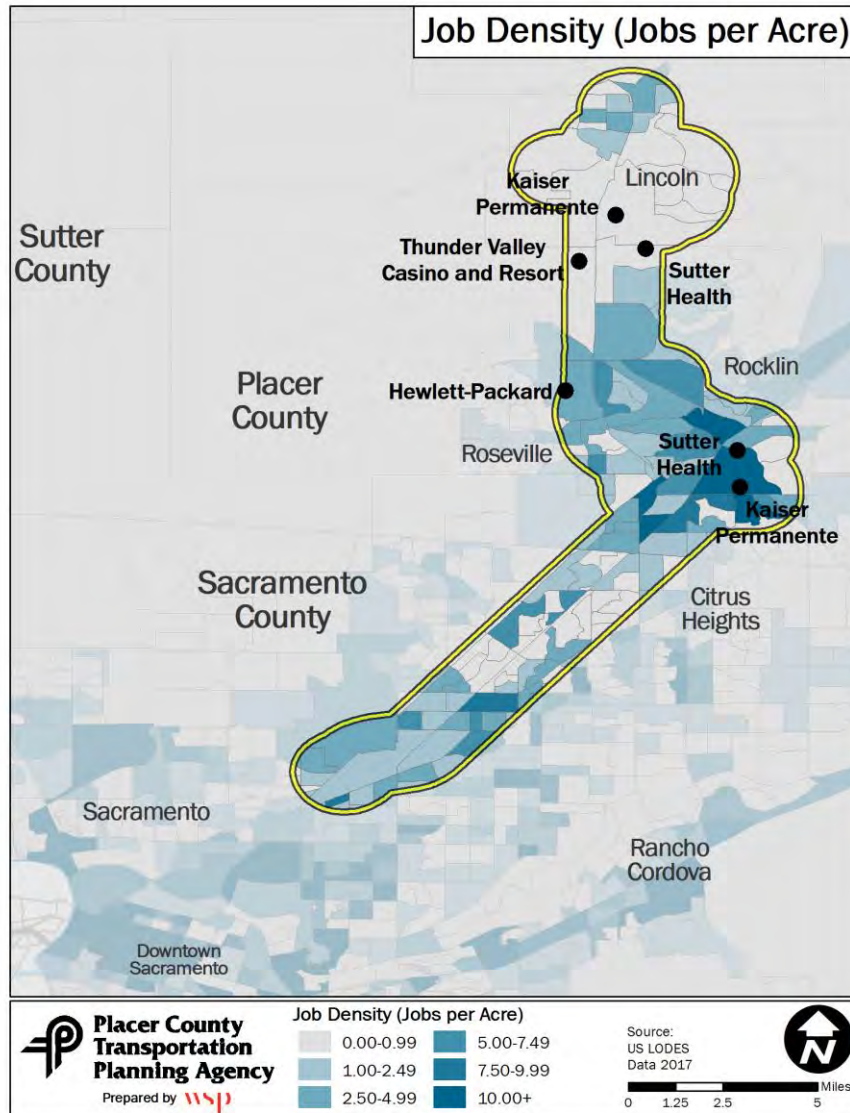 Job Density (Jobs per Acre)
Kaiser
Permanente
Lincoln
Sutter
County
Thunder Valley
Casino and Resort
Sutter
Health
Rocklin
Placer
County
Hewlett-Packard
Roseville
Sutter
Health
Kaiser
Permanente
Sacramento
County
Citrus
Heights
Sacramento
Rancho
Cordova
Downtown
Sacramento
Placer County
Transportation
Planning Agency
Prepared by wsp
Job Density (Jobs per Acre)
0.00-0.99
1.00-2.49
2.50-4.99
5.00-7.49
7.50-9.99
10.00+
Source:
US LODES
Data 2017
N
Miles
0 1.25 2.5 5